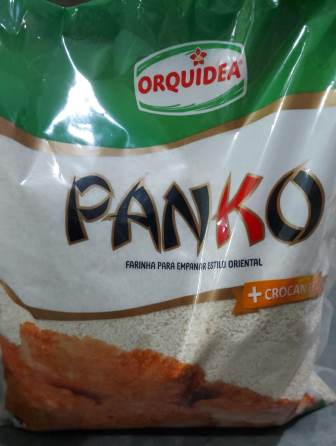 ORQUIDEA
PANKO
FARINHA PARA EMPANAR ESTILO ORIENTAL
+ CROCAN